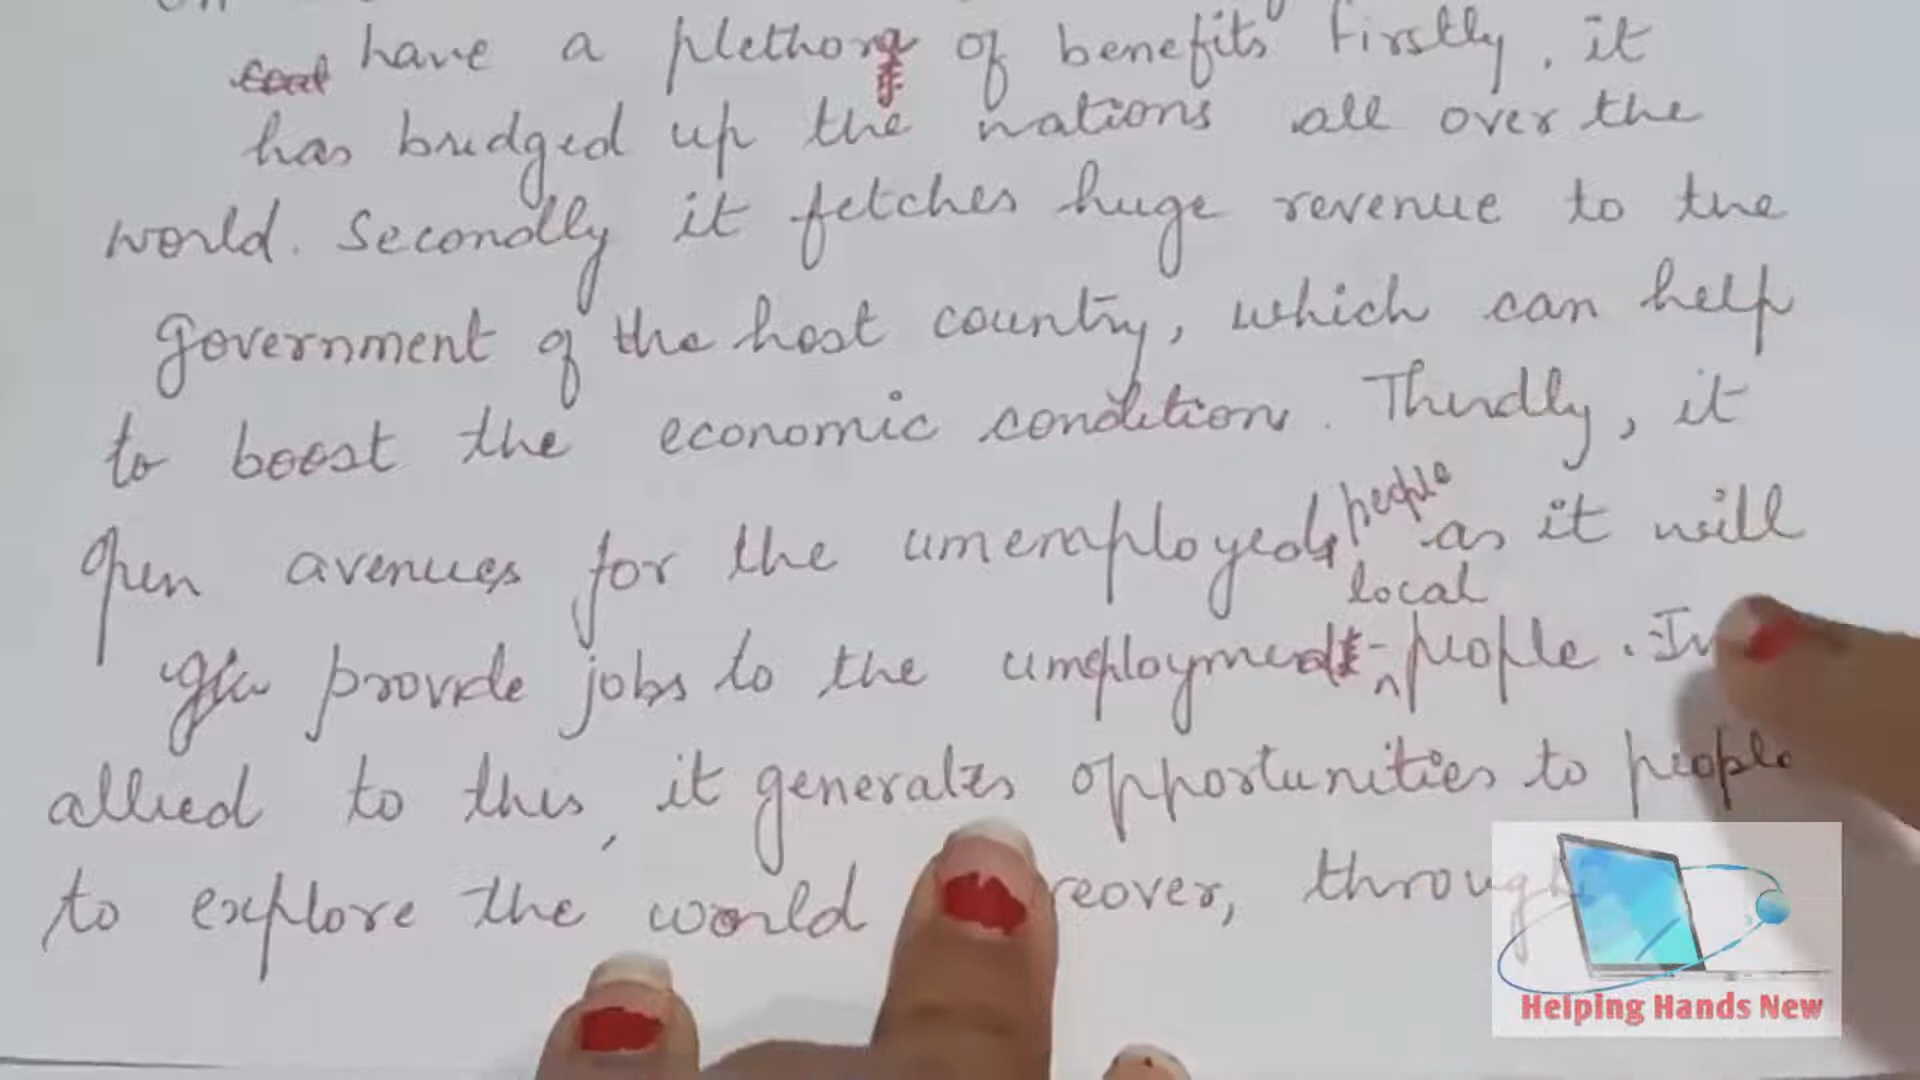 have a plethora of benefits Firstly, it
has bridged up the nations all over the
world. Secondly it fetches huge revenue to the
government of the host country, which can help
to boost the economic condition. Thirdly, it
people
open avenues for the unemployed as it will
local
provide jobs to the people. In
allied to this, it generates opportunities to people
to explore the world reover, through
Helping Hands New